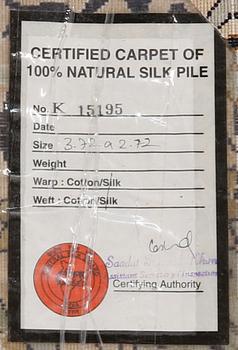 CERTIFIED CARPET OF
100% NATURAL SILK PILE
No. K 15195
Date
Size 3.72 x 2.72
Weight
Warp : Cotton/Silk
Weft : Cotton/Silk
Certifying Authority